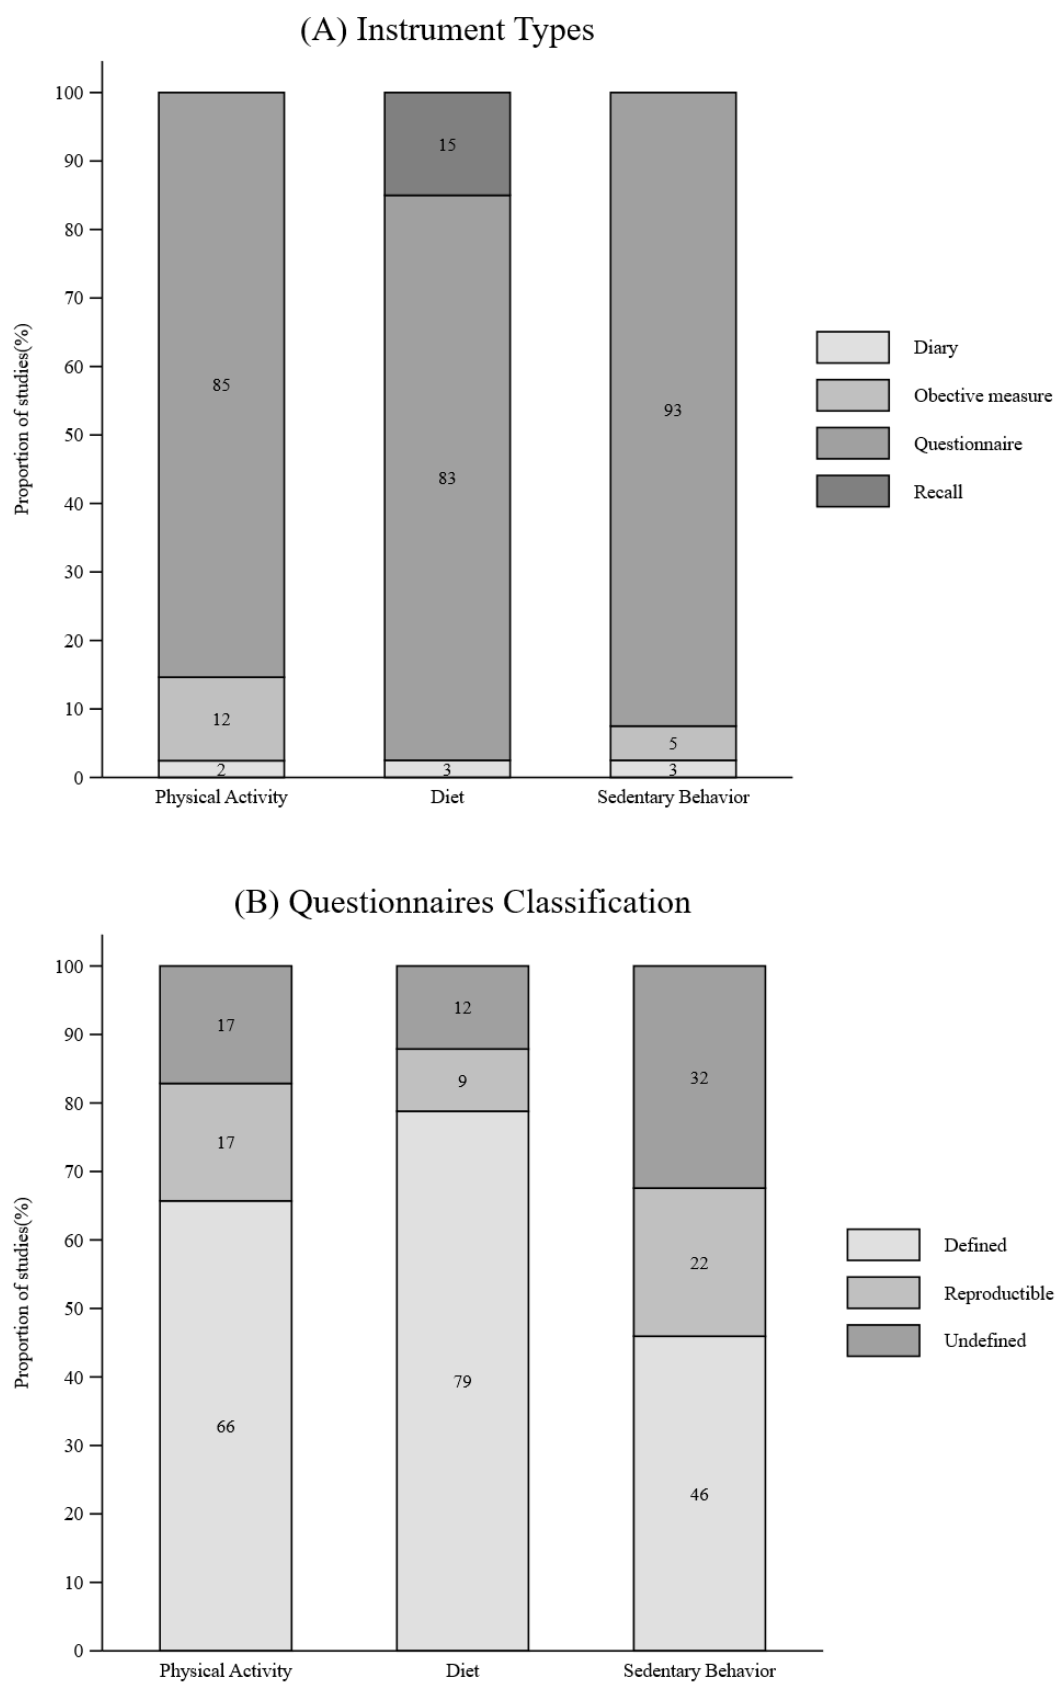 (A) Instrument Types
100
90
80
70
60
50
40
30
20
10
0
Proportion of studies(%)
85
12
2
15
83
3
93
5
3
Physical Activity
Diet
Sedentary Behavior
Diary
Obective measure
Questionnaire
Recall
(B) Questionnaires Classification
100
90
80
70
60
50
40
30
20
10
0
Proportion of studies(%)
17
17
66
12
9
79
32
22
46
Physical Activity
Diet
Sedentary Behavior
Defined
Reproductible
Undefined